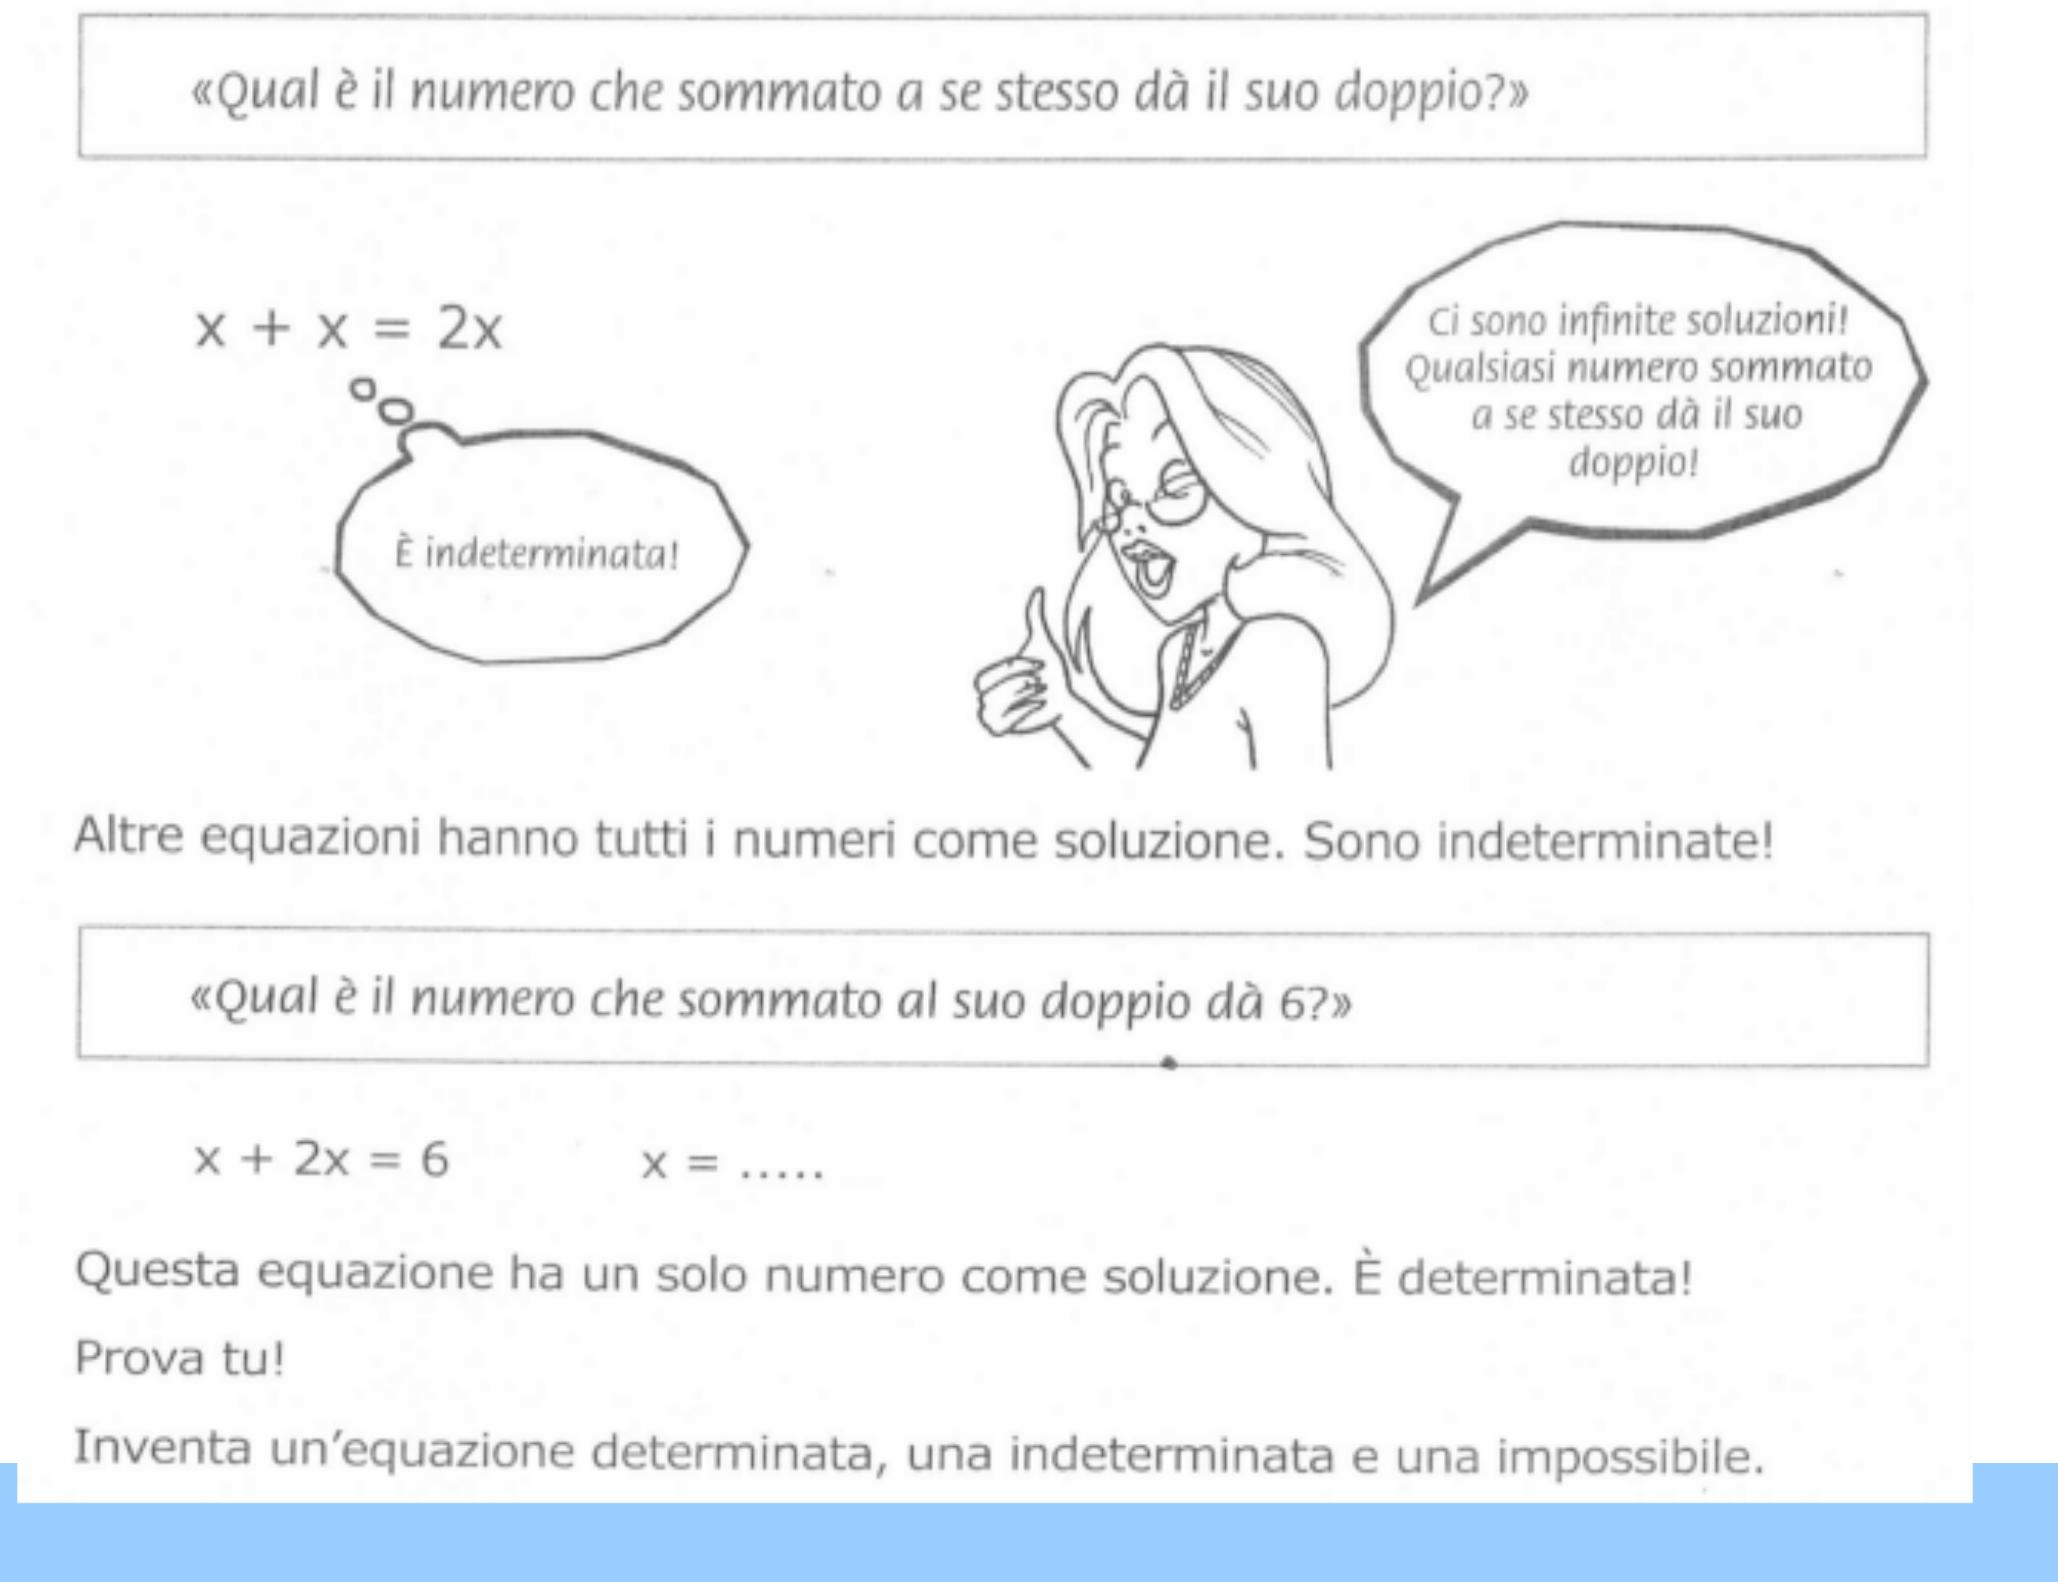 «Qual è il numero che sommato a se stesso dà il suo doppio?»
x + x = 2x
È indeterminata!
Ci sono infinite soluzioni!
Qualsiasi numero sommato
a se stesso dà il suo
doppio!
Altre equazioni hanno tutti i numeri come soluzione. Sono indeterminate!
«Qual è il numero che sommato al suo doppio dà 6?»
x + 2x = 6 x = .....
Questa equazione ha un solo numero come soluzione. È determinata!
Prova tu!
Inventa un’equazione determinata, una indeterminata e una impossibile.